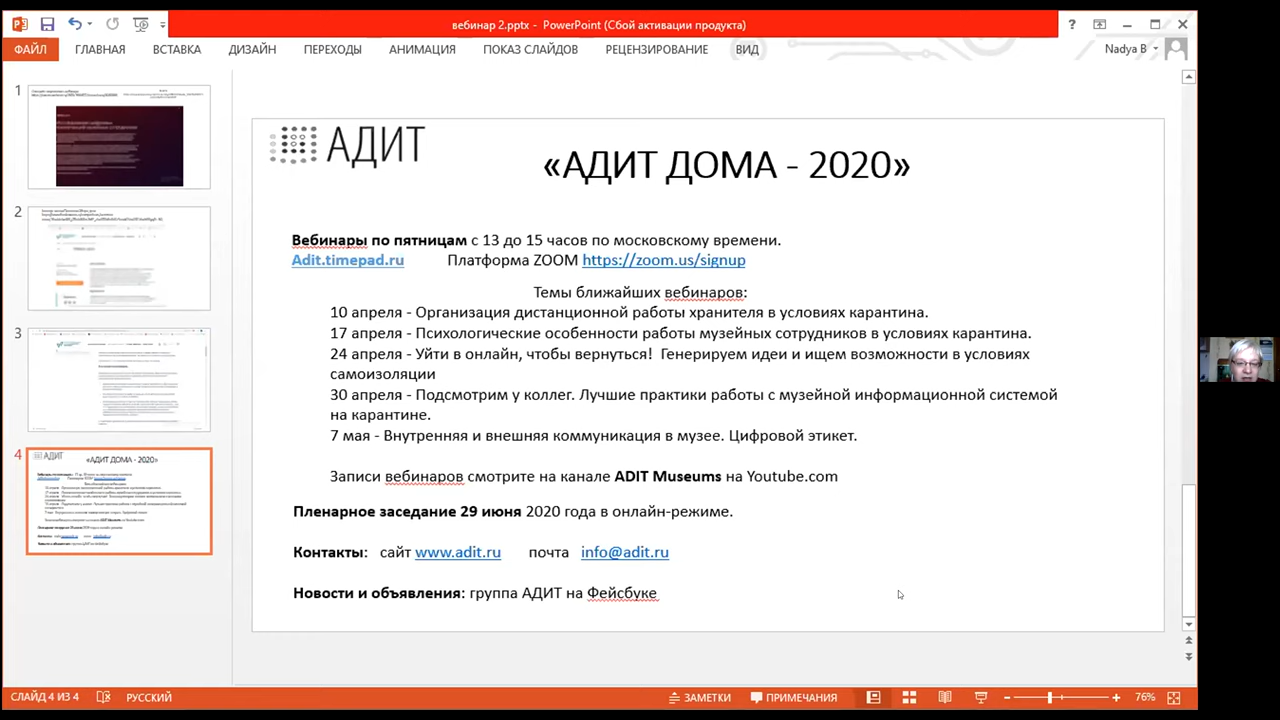 вебинар 2.pptx - PowerPoint (Сбой активации продукта)
ФАЙЛ ГЛАВНАЯ ВСТАВКА ДИЗАЙН ПЕРЕХОДЫ АНИМАЦИЯ ПОКАЗ СЛАЙДОВ РЕЦЕНЗИРОВАНИЕ ВИД Nadya B
1
2
3
4
АДИТ
«АДИТ ДОМА - 2020»
Вебинары по пятницам с 13 до 15 часов по московскому времени.
Adit.timepad.ru Платформа ZOOM https://zoom.us/signup
Темы ближайших вебинаров:
10 апреля - Организация дистанционной работы хранителя в условиях карантина.
17 апреля - Психологические особенности работы музейных сотрудников в условиях карантина.
24 апреля - Уйти в онлайн, чтобы вернуться! Генерируем идеи и ищем возможности в условиях
самоизоляции
30 апреля - Подсмотрим у коллег. Лучшие практики работы с музейной информационной системой
на карантине.
7 мая - Внутренняя и внешняя коммуникация в музее. Цифровой этикет.
Записи вебинаров смотрите на канале ADIT Museums на Youtube.com
Пленарное заседание 29 июня 2020 года в онлайн-режиме.
Контакты: сайт www.adit.ru почта info@adit.ru
Новости и объявления: группа АДИТ на Фейсбуке
СЛАЙД 4 ИЗ 4 РУССКИЙ ЗАМЕТКИ ПРИМЕЧАНИЯ 76%